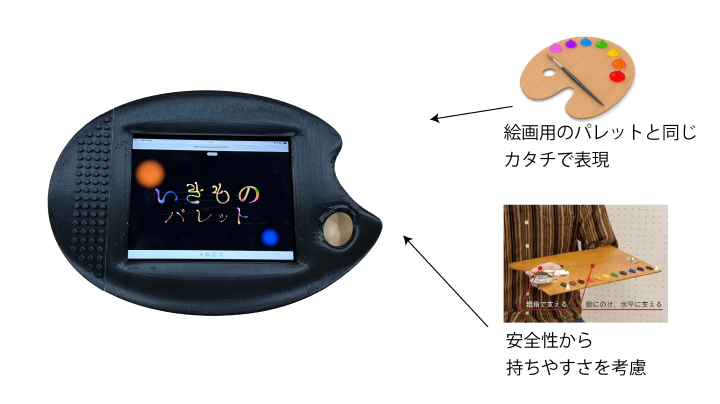 いきもの
パレット
絵画用のパレットと同じ
カタチで表現
親指で支える
腕にのせ、水平に支える
安全性から
持ちやすさを考慮